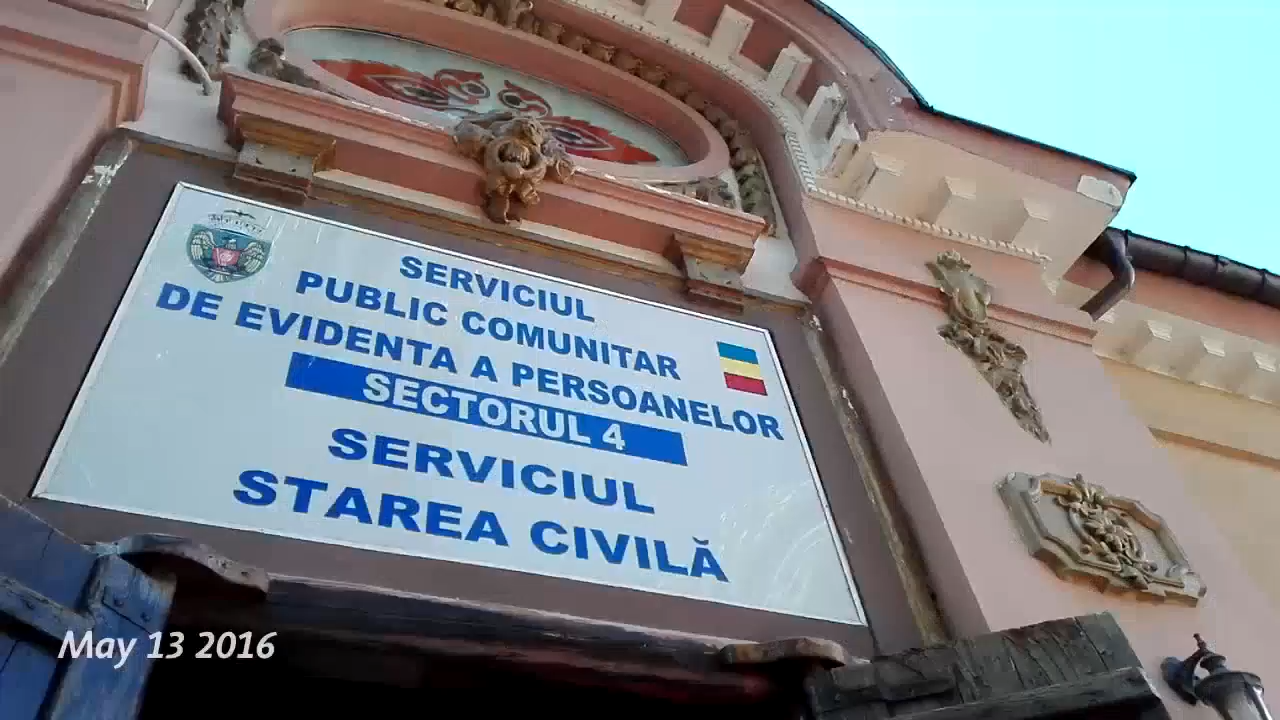 SERVICIUL
PUBLIC COMUNITAR
DE EVIDENTA A PERSOANELOR
SECTORUL 4
SERVICIUL
STAREA CIVILĂ
May 13 2016